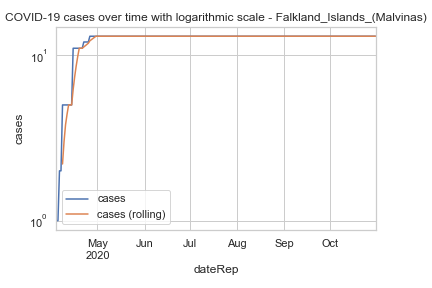 COVID-19 cases over time with logarithmic scale - Falkland_Islands_(Malvinas)
10¹
cases
10⁰
cases
cases (rolling)
May Jun Jul Aug Sep Oct
2020
dateRep